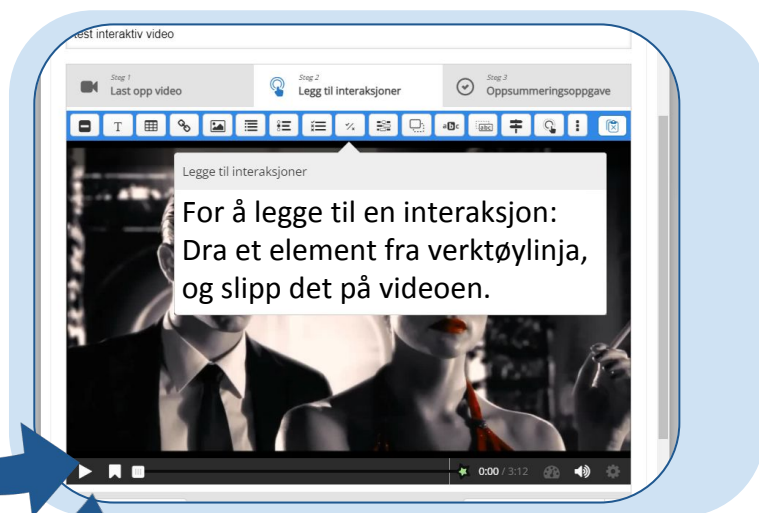 test interaktiv video
Steg 1
Last opp video
Steg 2
Legg til interaksjoner
Steg 3
Oppsummeringsoppgave
T
abc
abc
Legge til interaksjoner
For å legge til en interaksjon:
Dra et element fra verktøylinja,
og slipp det på videoen.
0:00 / 3:12